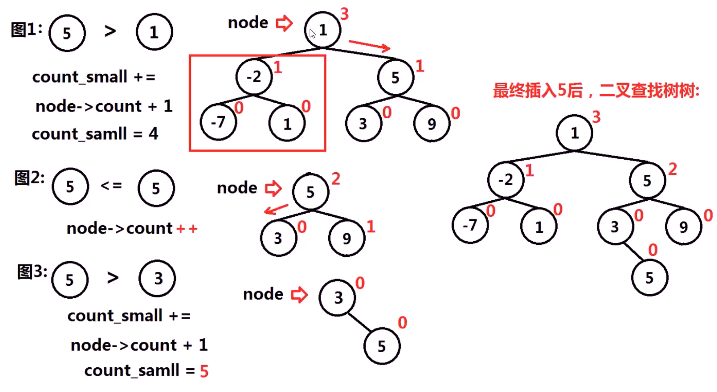 图1: 5 > 1
count_small +=
node->count + 1
count_samll = 4
node
1 3
-2 1
5 1
-7 0
1 0
3 0
9 0
图2: 5 <= 5
node->count++
node
5 2
3 0
9 1
图3: 5 > 3
count_small +=
node->count + 1
count_samll = 5
node
3 0
5 0
最终插入5后，二叉查找树树:
1 3
-2 1
5 2
-7 0
1 0
3 0
9 0
5 0